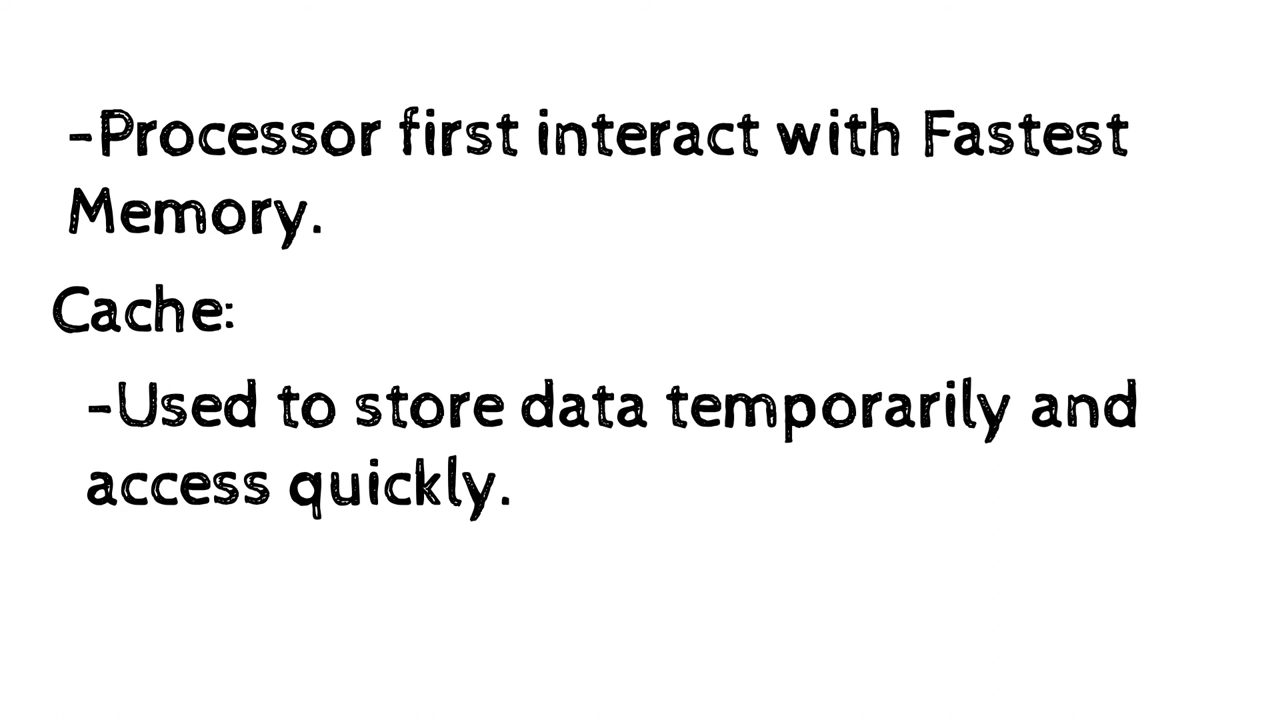 -Processor first interact with Fastest
Memory.
Cache:
-Used to store data temporarily and
access quickly.